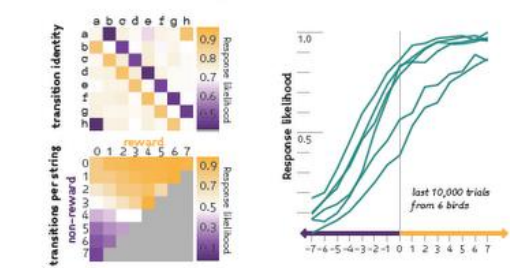 a b c d e f g h
a
b
c
d
e
f
g
h
transition identity
0.9
0.8
0.7
0.6
Response likelihood
reward
0 1 2 3 4 5 6 7
0
1
2
3
4
5
6
7
transitions per string
non-reward
0.9
0.7
0.5
0.3
0.1
Response likelihood
1.0
0.5
Response likelihood
last 10,000 trials
from 6 birds
-7 -6 -5 -4 -3 -2 -1 0 1 2 3 4 5 6 7